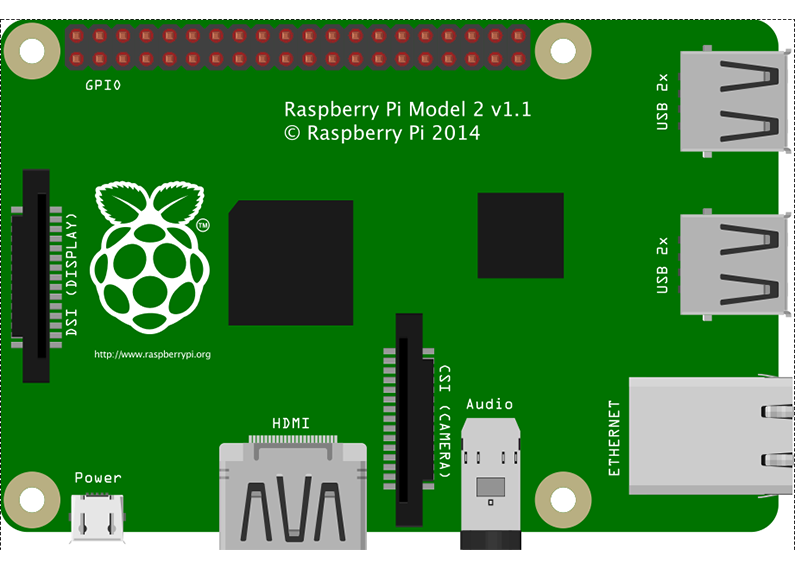 GPIO
Raspberry Pi Model 2 v1.1
© Raspberry Pi 2014
USB 2x
DSI (DISPLAY)
TM
USB 2x
http://www.raspberrypi.org
CSI (CAMERA)
Audio
ETHERNET
HDMI
Power